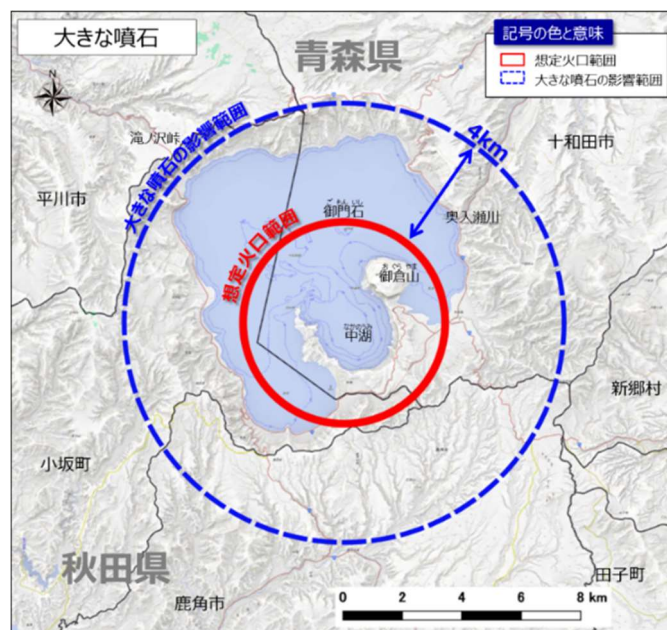 大きな噴石
記号の色と意味
想定火口範囲
大きな噴石の影響範囲
青森県
N
4km
滝ノ沢峠
十和田市
大きな噴石の影響範囲
平川市
御門石
奥入瀬川
想定火口範囲
御倉山
中湖
新郷村
小坂町
秋田県
田子町
鹿角市
0 2 4 6 8 km